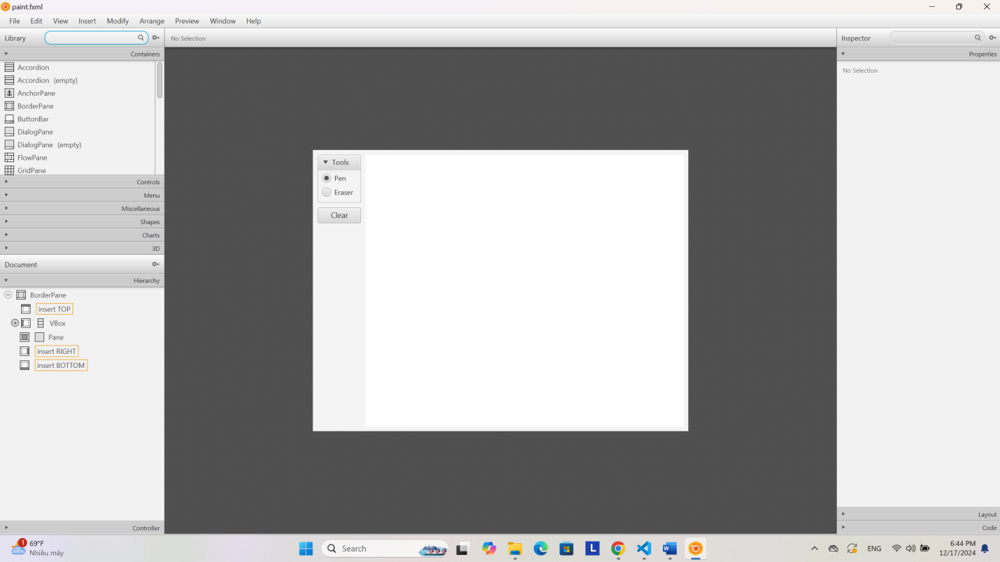 paint.fxml
File Edit View Insert Modify Arrange Preview Window Help
Library
No Selection
Inspector
Containers
Properties
Accordion
Accordion (empty)
AnchorPane
BorderPane
ButtonBar
DialogPane
DialogPane (empty)
FlowPane
GridPane
Controls
Menu
Miscellaneous
Shapes
Charts
3D
Document
Hierarchy
BorderPane
insert TOP
VBox
Pane
insert RIGHT
insert BOTTOM
Controller
Tools
Pen
Eraser
Clear
No Selection
Layout
Code
1
69°F
Nhiều mây
Search
L
W
ENG
6:44 PM
12/17/2024